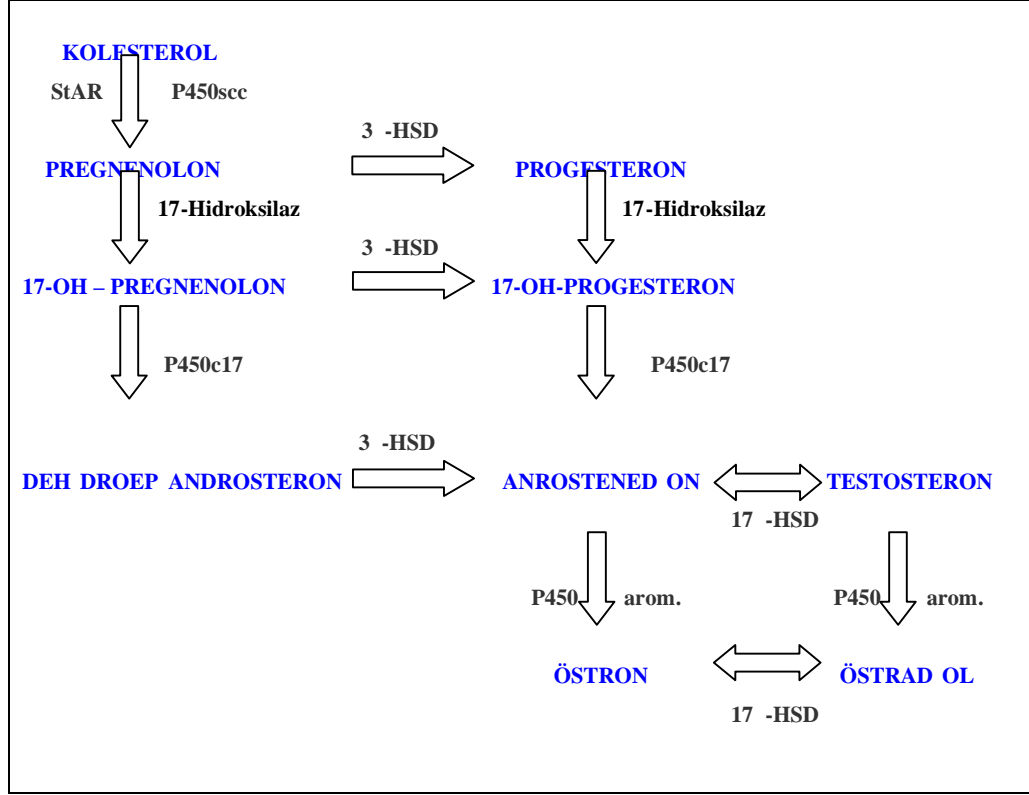 KOLESTEROL
StAR P450scc
3 -HSD
PREGNENOLON PROGESTERON
17-Hidroksilaz 17-Hidroksilaz
3 -HSD
17-OH – PREGNENOLON 17-OH-PROGESTERON
P450c17 P450c17
3 -HSD
DEH DROEP ANDROSTERON ANROSTENED ON TESTOSTERON
17 -HSD
P450 arom. P450 arom.
ÖSTRON ÖSTRAD OL
17 -HSD